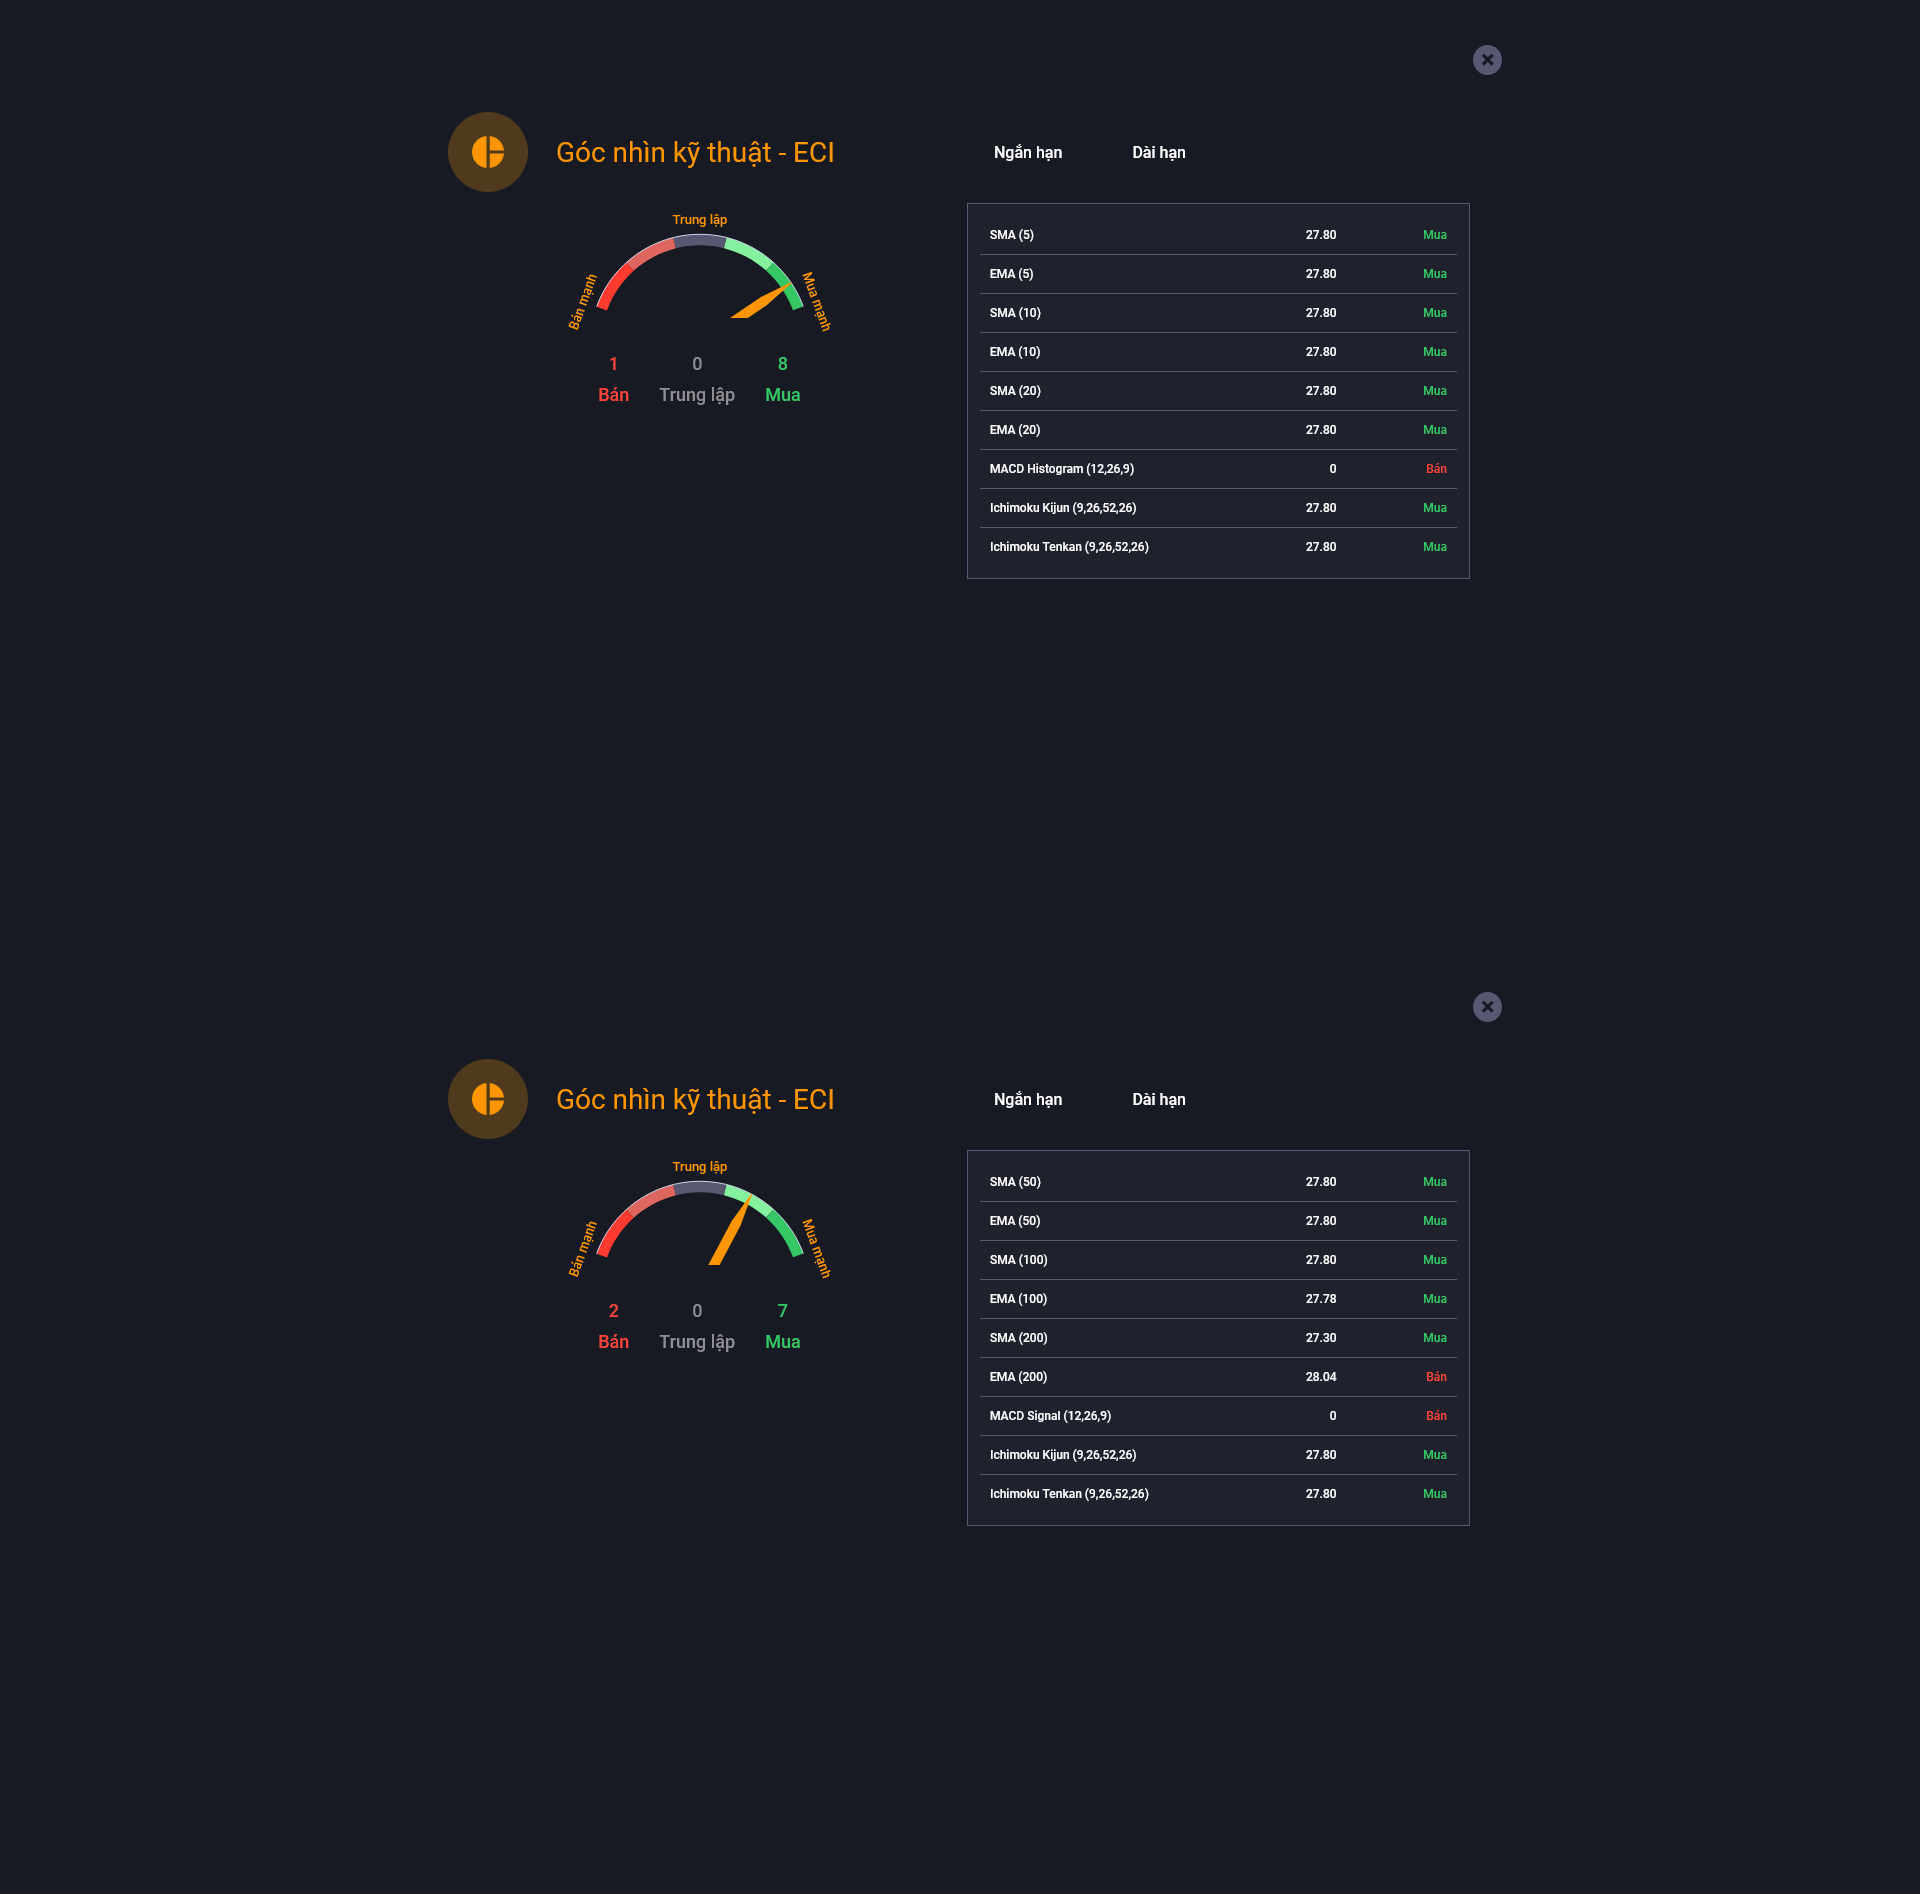 Góc nhìn kỹ thuật - ECI
Ngắn hạn Dài hạn
Trung lập
Bán mạnh
Mua mạnh
1 0 8
Bán Trung lập Mua
SMA (5) 27.80 Mua
EMA (5) 27.80 Mua
SMA (10) 27.80 Mua
EMA (10) 27.80 Mua
SMA (20) 27.80 Mua
EMA (20) 27.80 Mua
MACD Histogram (12,26,9) 0 Bán
Ichimoku Kijun (9,26,52,26) 27.80 Mua
Ichimoku Tenkan (9,26,52,26) 27.80 Mua
Góc nhìn kỹ thuật - ECI
Ngắn hạn Dài hạn
Trung lập
Bán mạnh
Mua mạnh
2 0 7
Bán Trung lập Mua
SMA (50) 27.80 Mua
EMA (50) 27.80 Mua
SMA (100) 27.80 Mua
EMA (100) 27.78 Mua
SMA (200) 27.30 Mua
EMA (200) 28.04 Bán
MACD Signal (12,26,9) 0 Bán
Ichimoku Kijun (9,26,52,26) 27.80 Mua
Ichimoku Tenkan (9,26,52,26) 27.80 Mua